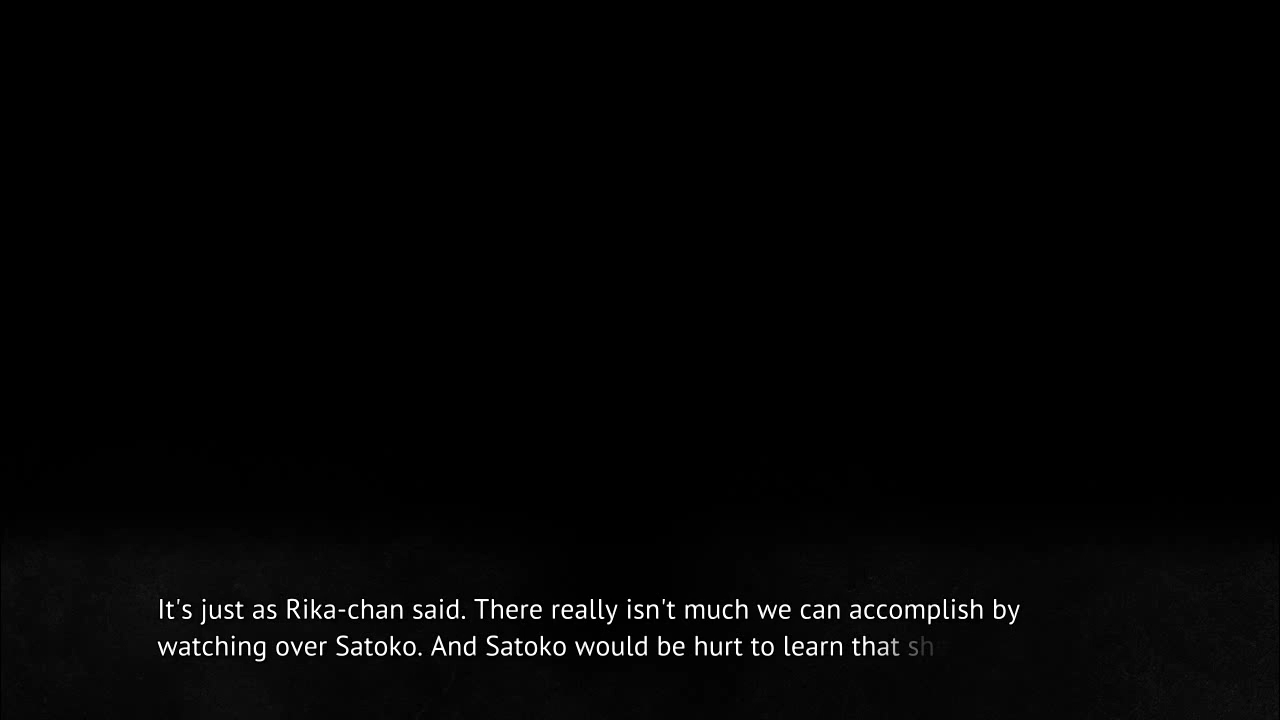 It's just as Rika-chan said. There really isn't much we can accomplish by
watching over Satoko. And Satoko would be hurt to learn that sh